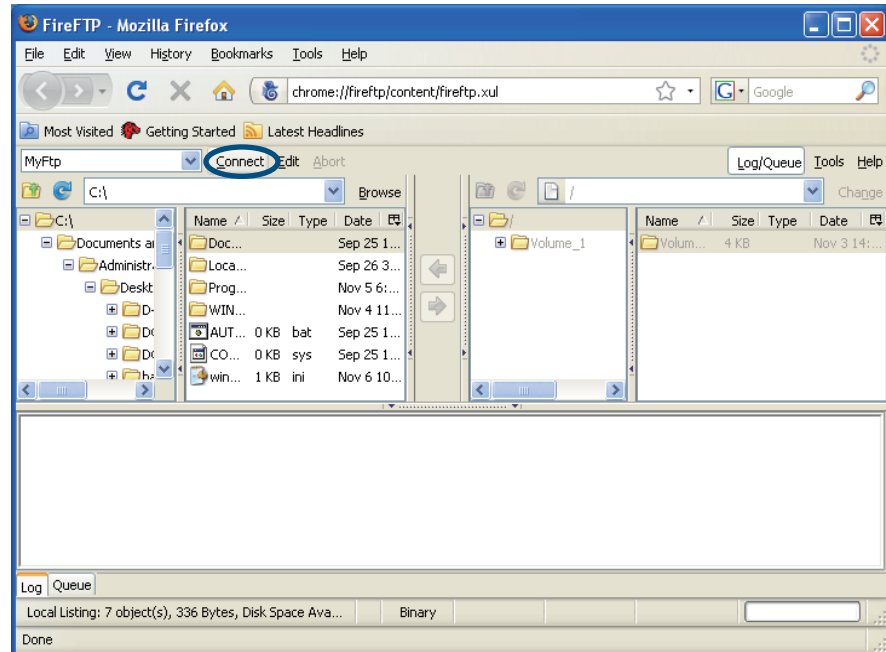 FireFTP - Mozilla Firefox
File Edit View History Bookmarks Tools Help
chrome://fireftp/content/fireftp.xul G Google
Most Visited Getting Started Latest Headlines
MyFtp Connect Edit Abort Log/Queue Tools Help
C:\ Browse / Change
C:\ Name Size Type Date / Name Size Type Date
Documents ar Doc... Sep 25 1... Volume_1 Volum... 4 KB Nov 3 14:...
Administr. Loca... Sep 26 3...
Deskt Prog... Nov 5 6:...
D- WIN... Nov 4 11...
AUT... 0 KB bat Sep 25 1...
CO... 0 KB sys Sep 25 1...
ba win... 1 KB ini Nov 6 10...
Log Queue
Local Listing: 7 object(s), 336 Bytes, Disk Space Ava... Binary
Done